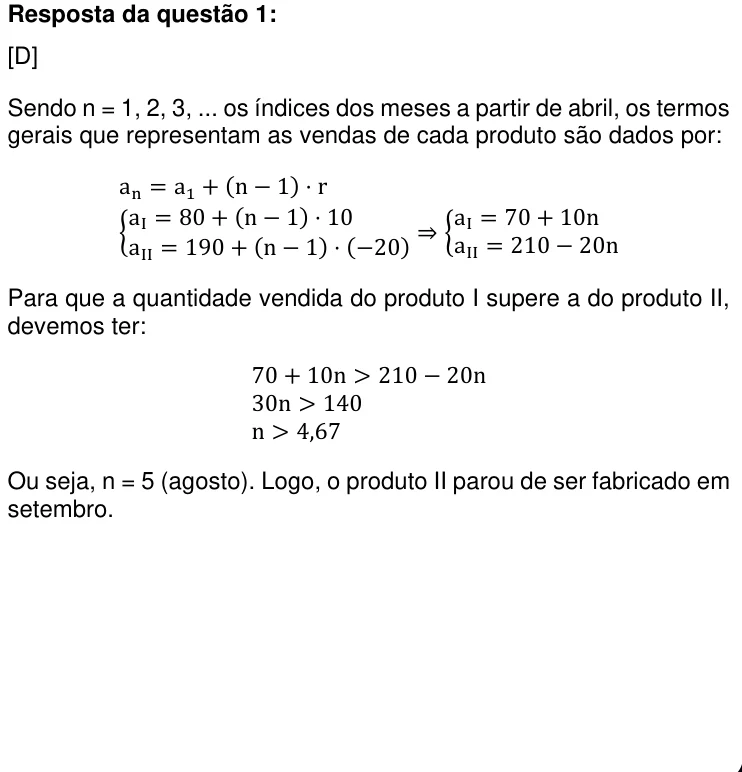 Resposta da questão 1:
[D]
Sendo n = 1, 2, 3, ... os índices dos meses a partir de abril, os termos
gerais que representam as vendas de cada produto são dados por:
aₙ = a₁ + (n − 1) · r
{a_I = 80 + (n − 1) · 10
{a_II = 190 + (n − 1) · (−20) ⇒ {a_I = 70 + 10n
{a_II = 210 − 20n
Para que a quantidade vendida do produto I supere a do produto II,
devemos ter:
70 + 10n > 210 − 20n
30n > 140
n > 4,67
Ou seja, n = 5 (agosto). Logo, o produto II parou de ser fabricado em
setembro.